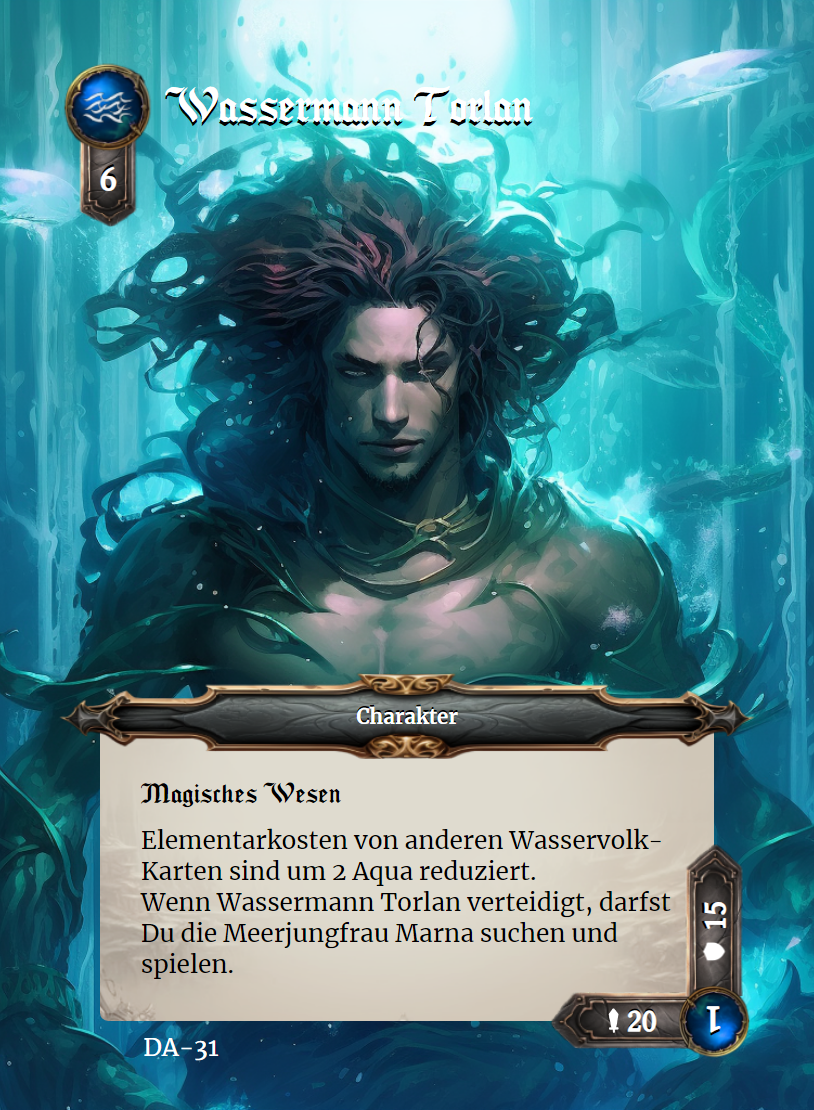 Wassermann Torlan
6
Charakter
Magisches Wesen
Elementarkosten von anderen Wasservolk-
Karten sind um 2 Aqua reduziert.
Wenn Wassermann Torlan verteidigt, darfst
Du die Meerjungfrau Marna suchen und
spielen.
15
20
1
DA-31